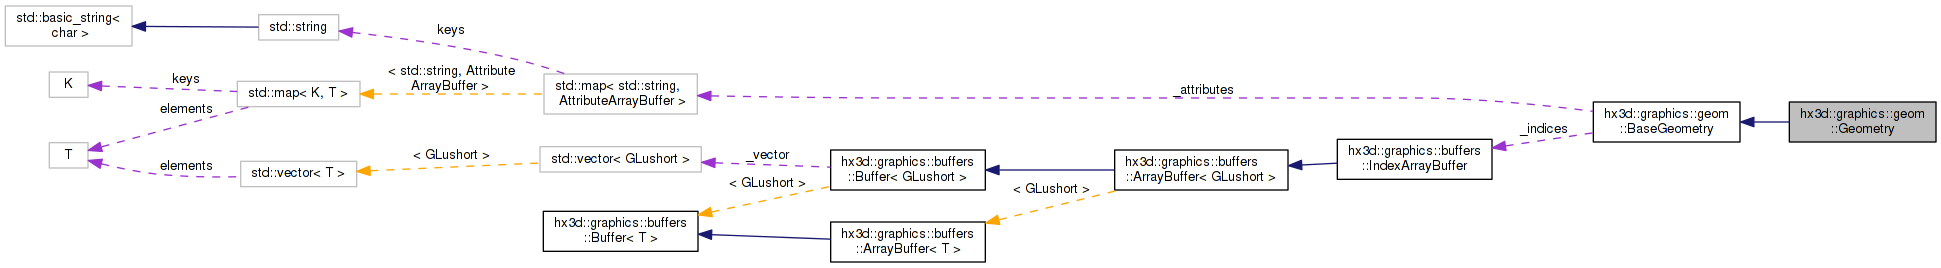 std::basic_string<
char >
std::string
keys
K
keys
std::map< K, T >
< std::string, Attribute
ArrayBuffer >
std::map< std::string,
AttributeArrayBuffer >
_attributes
hx3d::graphics::geom
::BaseGeometry
hx3d::graphics::geom
::Geometry
elements
T
elements
std::vector< T >
< GLushort >
std::vector< GLushort >
_vector
hx3d::graphics::buffers
::Buffer< GLushort >
hx3d::graphics::buffers
::ArrayBuffer< GLushort >
hx3d::graphics::buffers
::IndexArrayBuffer
_indices
< GLushort >
< GLushort >
hx3d::graphics::buffers
::Buffer< T >
hx3d::graphics::buffers
::ArrayBuffer< T >